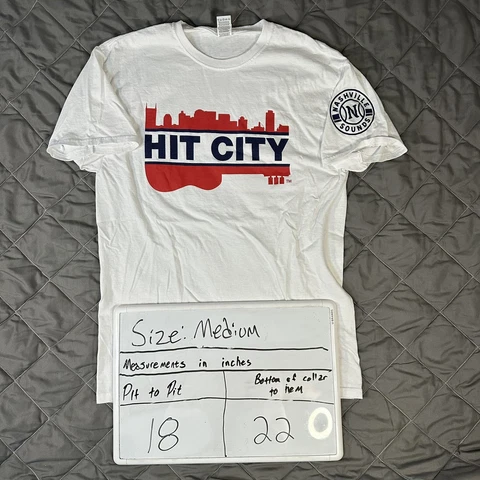 HIT CITY
TM
NASHVILLE
N
SOUNDS
Size: Medium
Measurements in inches
Pit to Pit
Bottom of collar
to hem
18
22